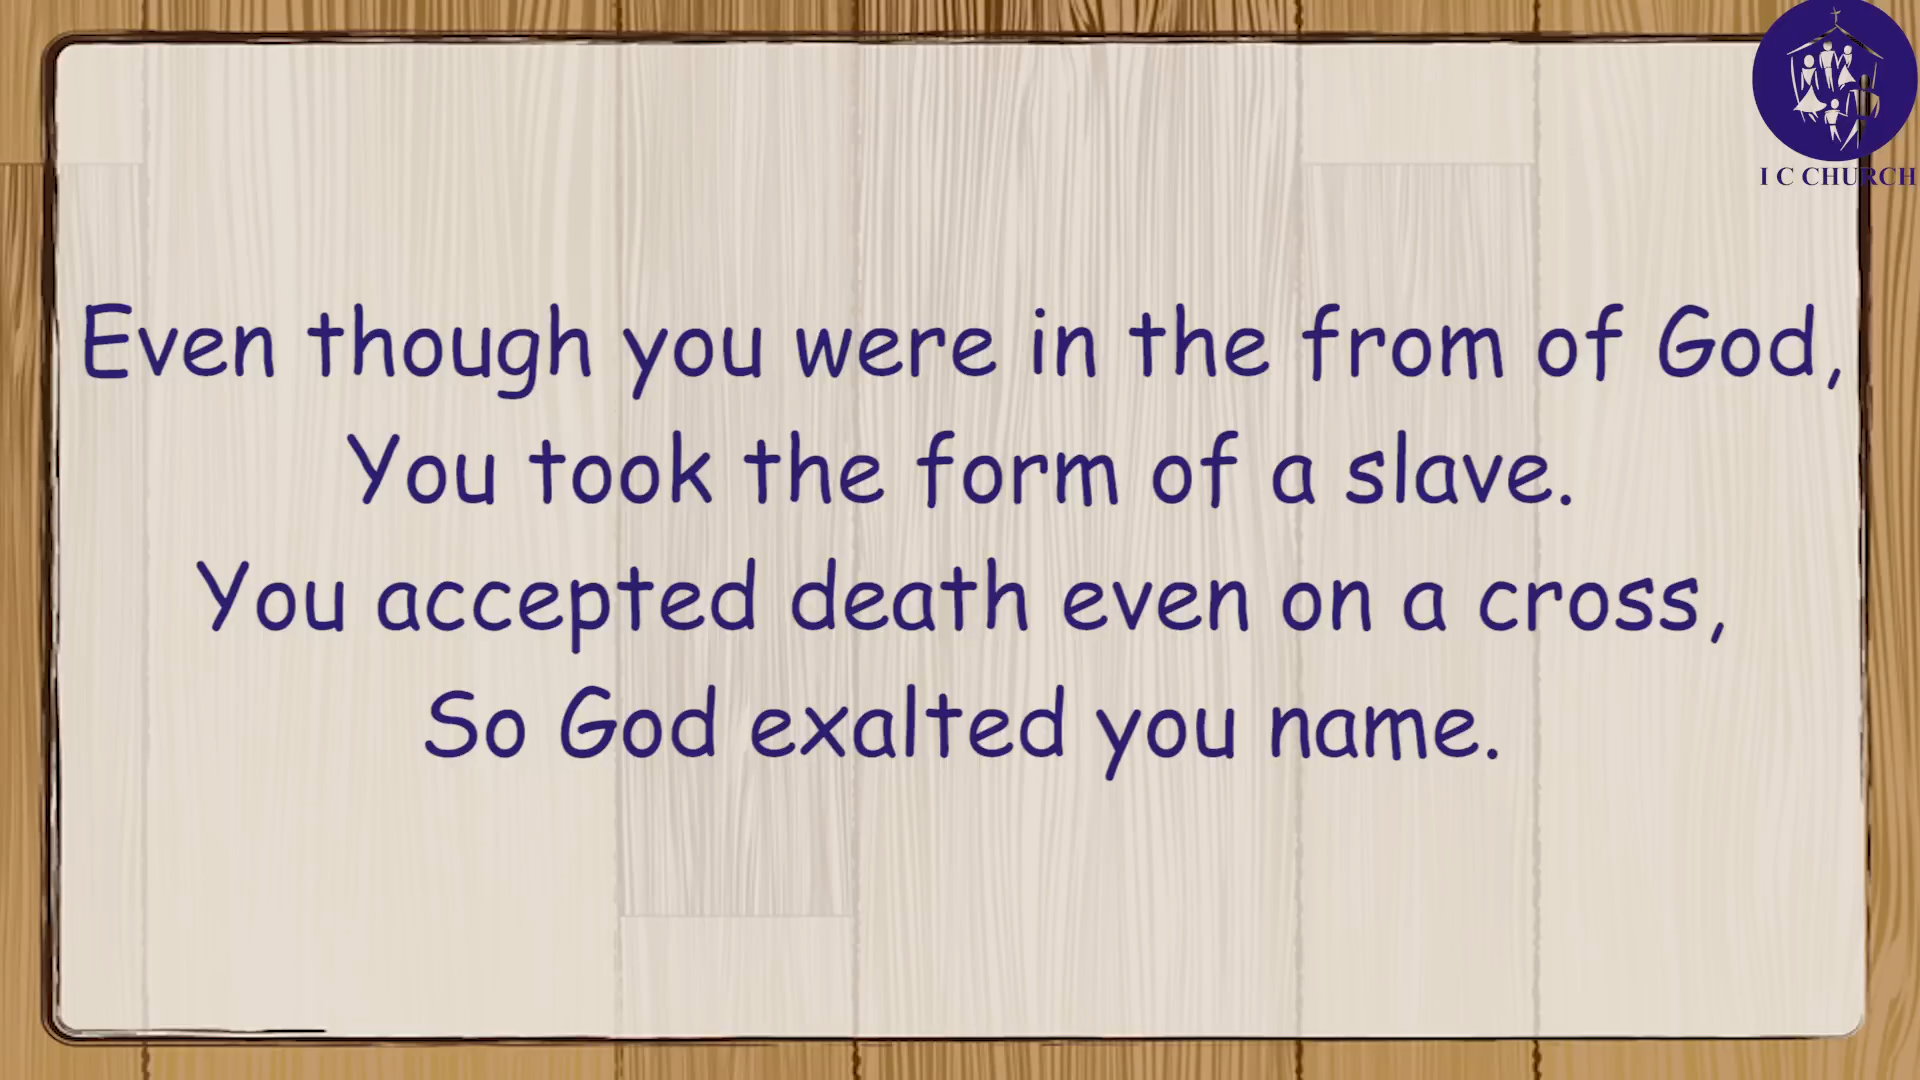 I C CHURCH
Even though you were in the from of God,
You took the form of a slave.
You accepted death even on a cross,
So God exalted you name.